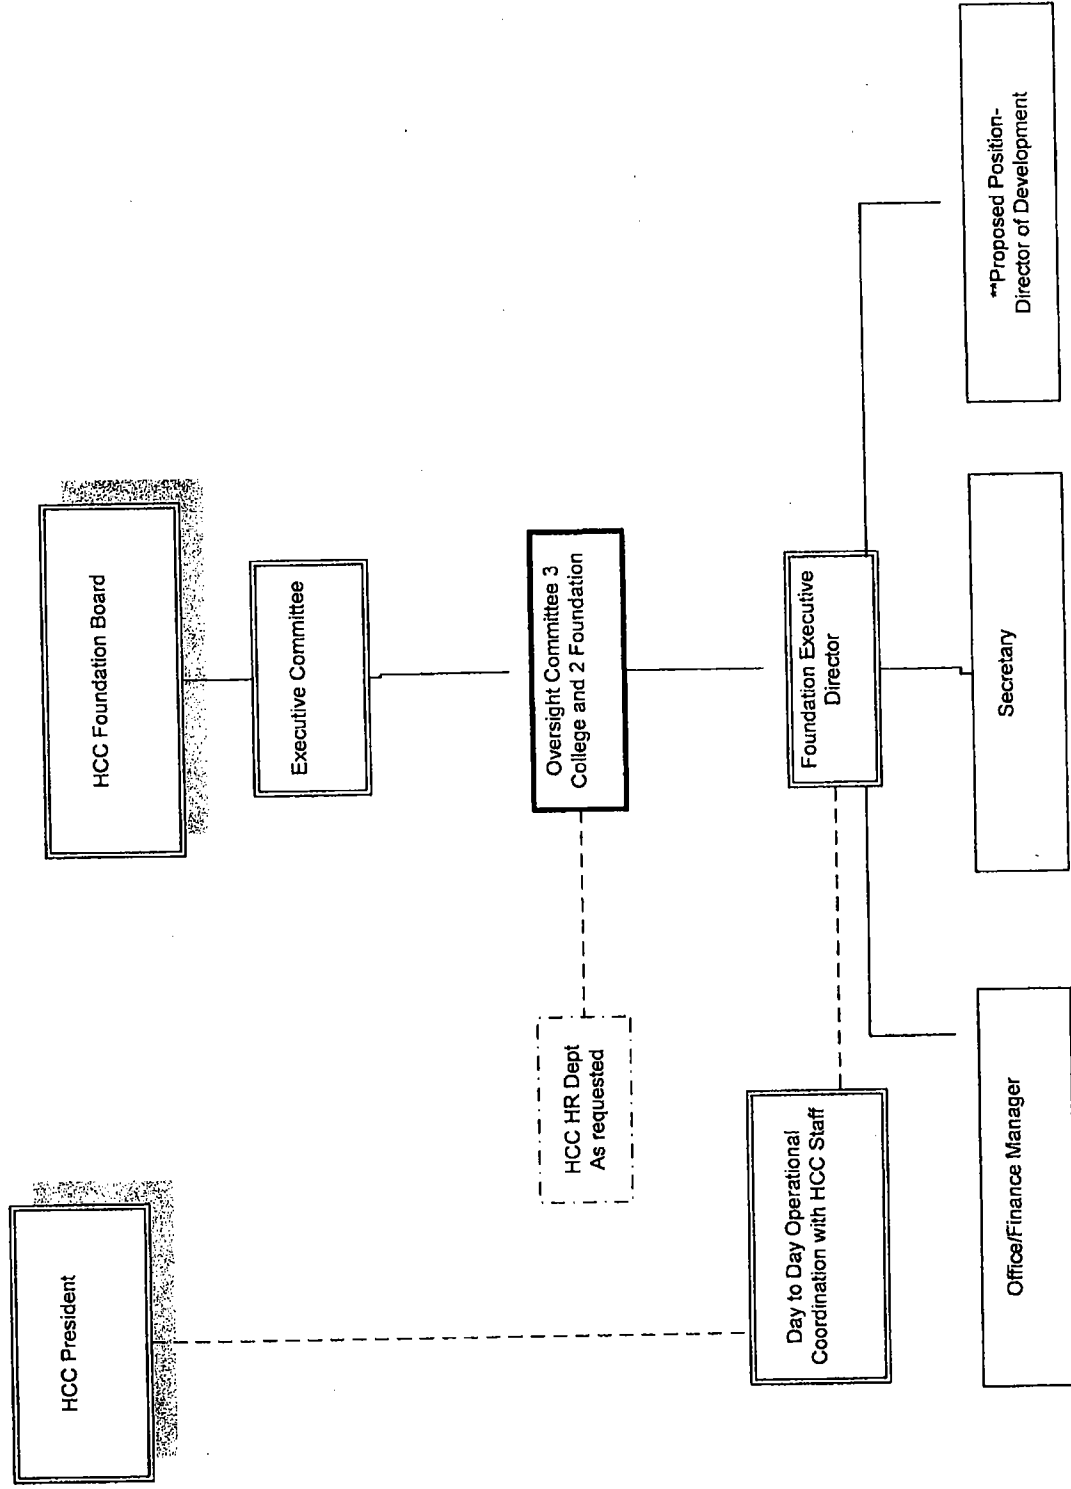 HCC President
HCC Foundation Board
Executive Committee
HCC HR Dept
As requested
Oversight Committee 3
College and 2 Foundation
Day to Day Operational
Coordination with HCC Staff
Foundation Executive
Director
Office/Finance Manager
Secretary
**Proposed Position-
Director of Development